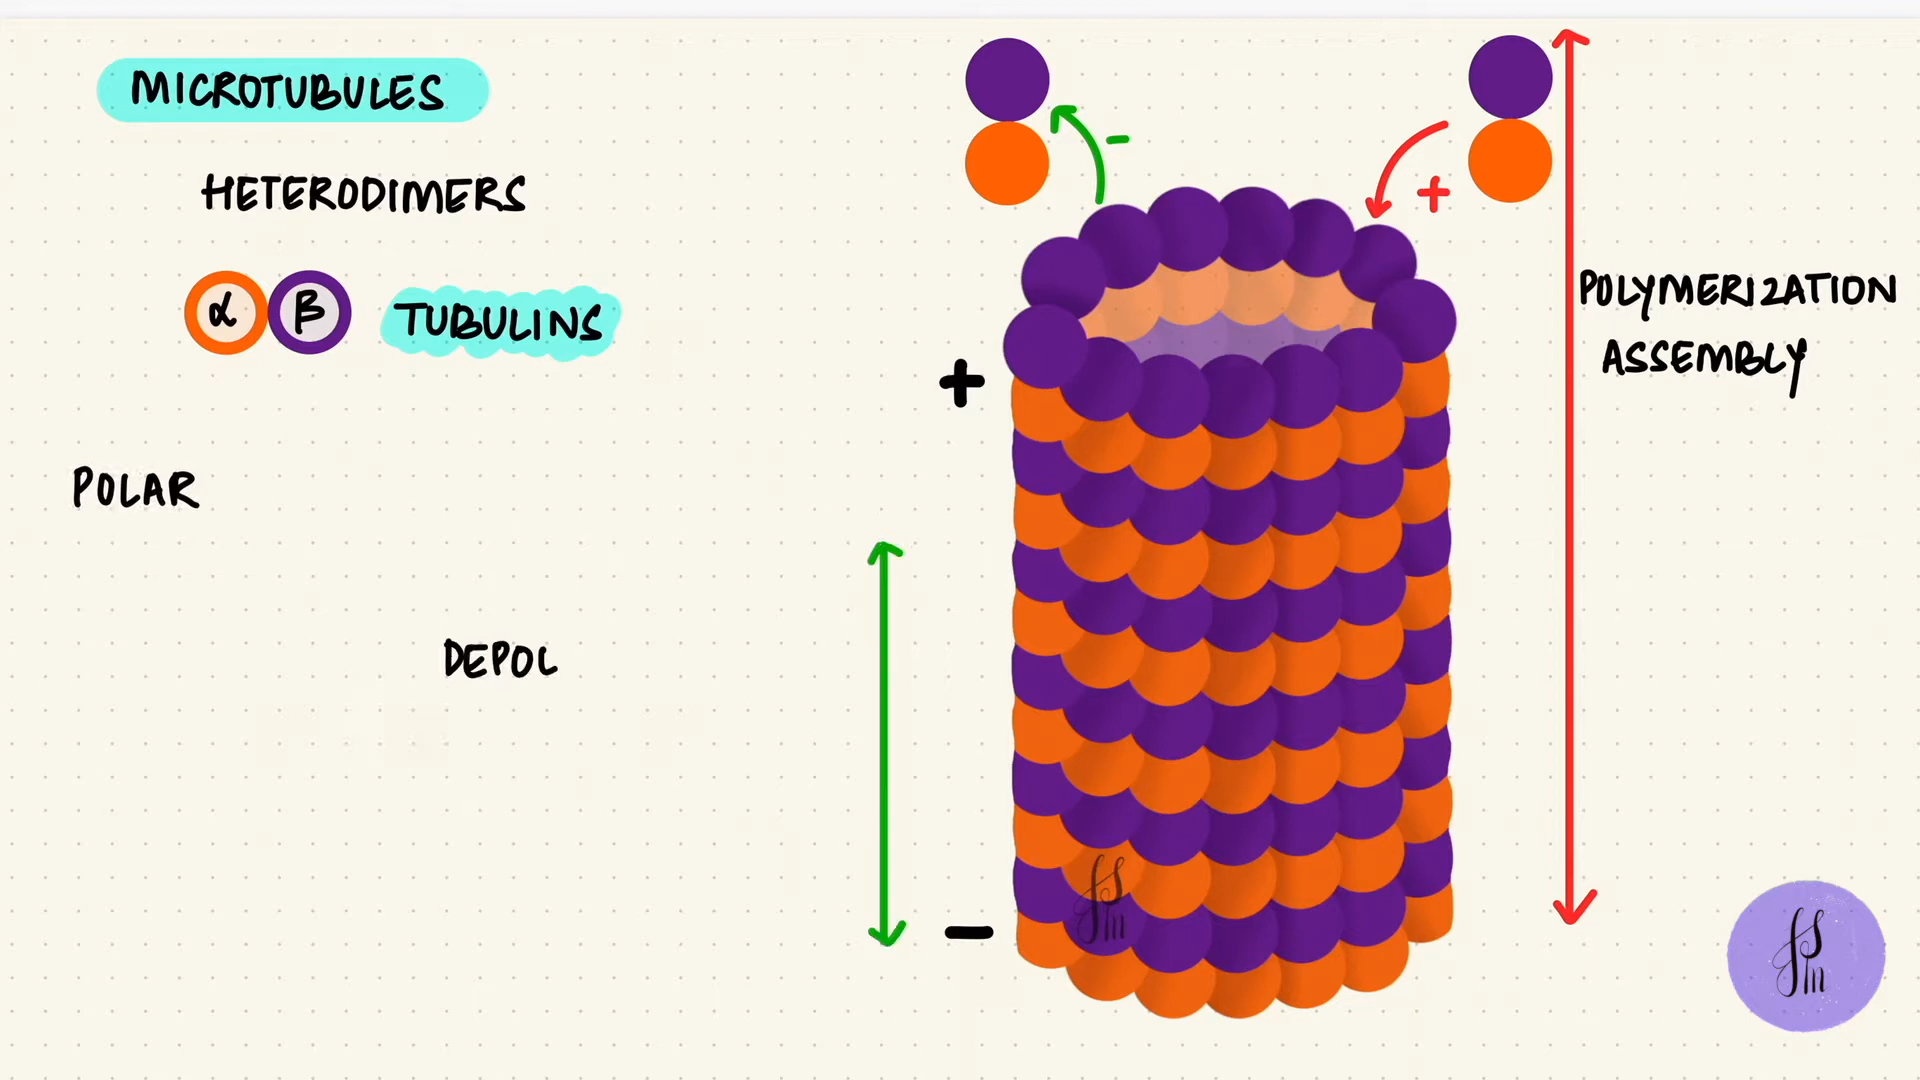 MICROTUBULES
HETERODIMERS
α β TUBULINS
POLAR
DEPOL
-
+
POLYMERIZATION
ASSEMBLY
+
-